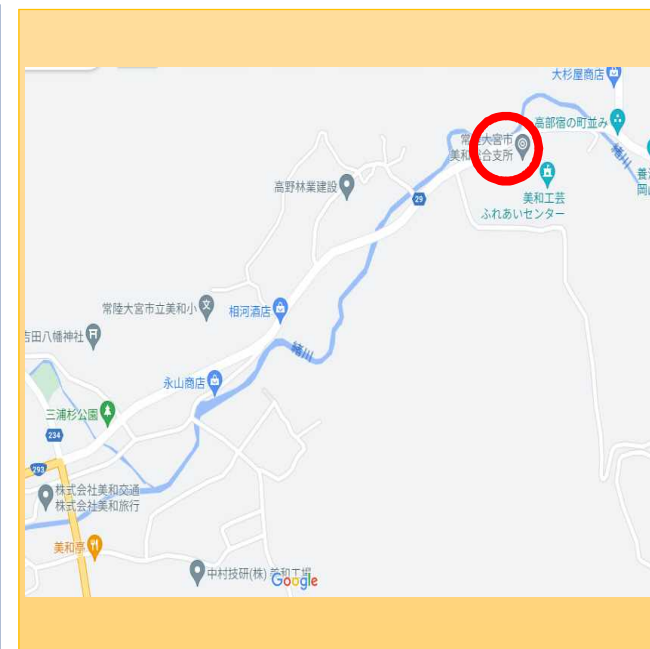 大杉屋商店
高部宿の町並み
常陸大宮市
美和総合支所
緒川
美和工芸
ふれあいセンター
高野林業建設
29
常陸大宮市立美和小
相河酒店
吉田八幡神社
緒川
永山商店
三浦杉公園
234
293
株式会社美和交通
株式会社美和旅行
美和亭
中村技研(株) 美和工場
Google